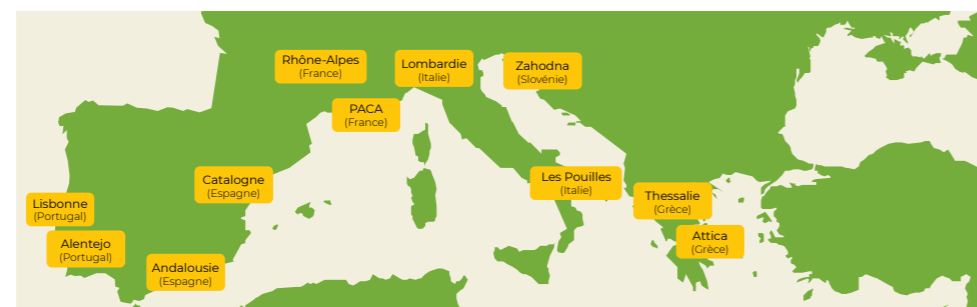 Rhône-Alpes
(France)
Lombardie
(Italie)
Zahodna
(Slovénie)
PACA
(France)
Catalogne
(Espagne)
Les Pouilles
(Italie)
Thessalie
(Grèce)
Lisbonne
(Portugal)
Alentejo
(Portugal)
Attica
(Grèce)
Andalousie
(Espagne)